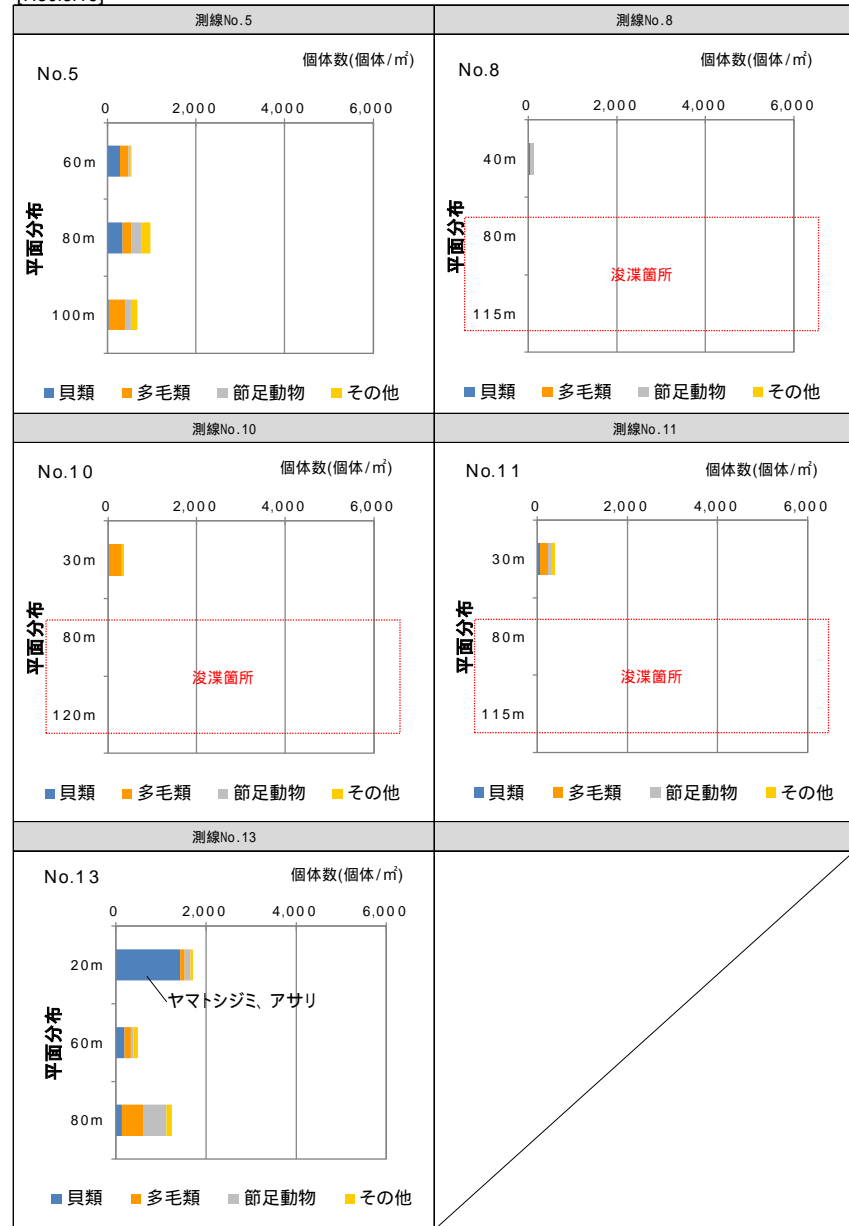 測線No.5
測線No.8
No.5
個体数(個体/㎡)
0 2,000 4,000 6,000
平面分布
60m
80m
100m
■貝類 ■多毛類 ■節足動物 ■その他
No.8
個体数(個体/㎡)
0 2,000 4,000 6,000
平面分布
40m
80m
浚渫箇所
115m
■貝類 ■多毛類 ■節足動物 ■その他
測線No.10
測線No.11
No.10
個体数(個体/㎡)
0 2,000 4,000 6,000
平面分布
30m
80m
浚渫箇所
120m
■貝類 ■多毛類 ■節足動物 ■その他
No.11
個体数(個体/㎡)
0 2,000 4,000 6,000
平面分布
30m
80m
浚渫箇所
115m
■貝類 ■多毛類 ■節足動物 ■その他
測線No.13
No.13
個体数(個体/㎡)
0 2,000 4,000 6,000
平面分布
20m
ヤマトシジミ、アサリ
60m
80m
■貝類 ■多毛類 ■節足動物 ■その他